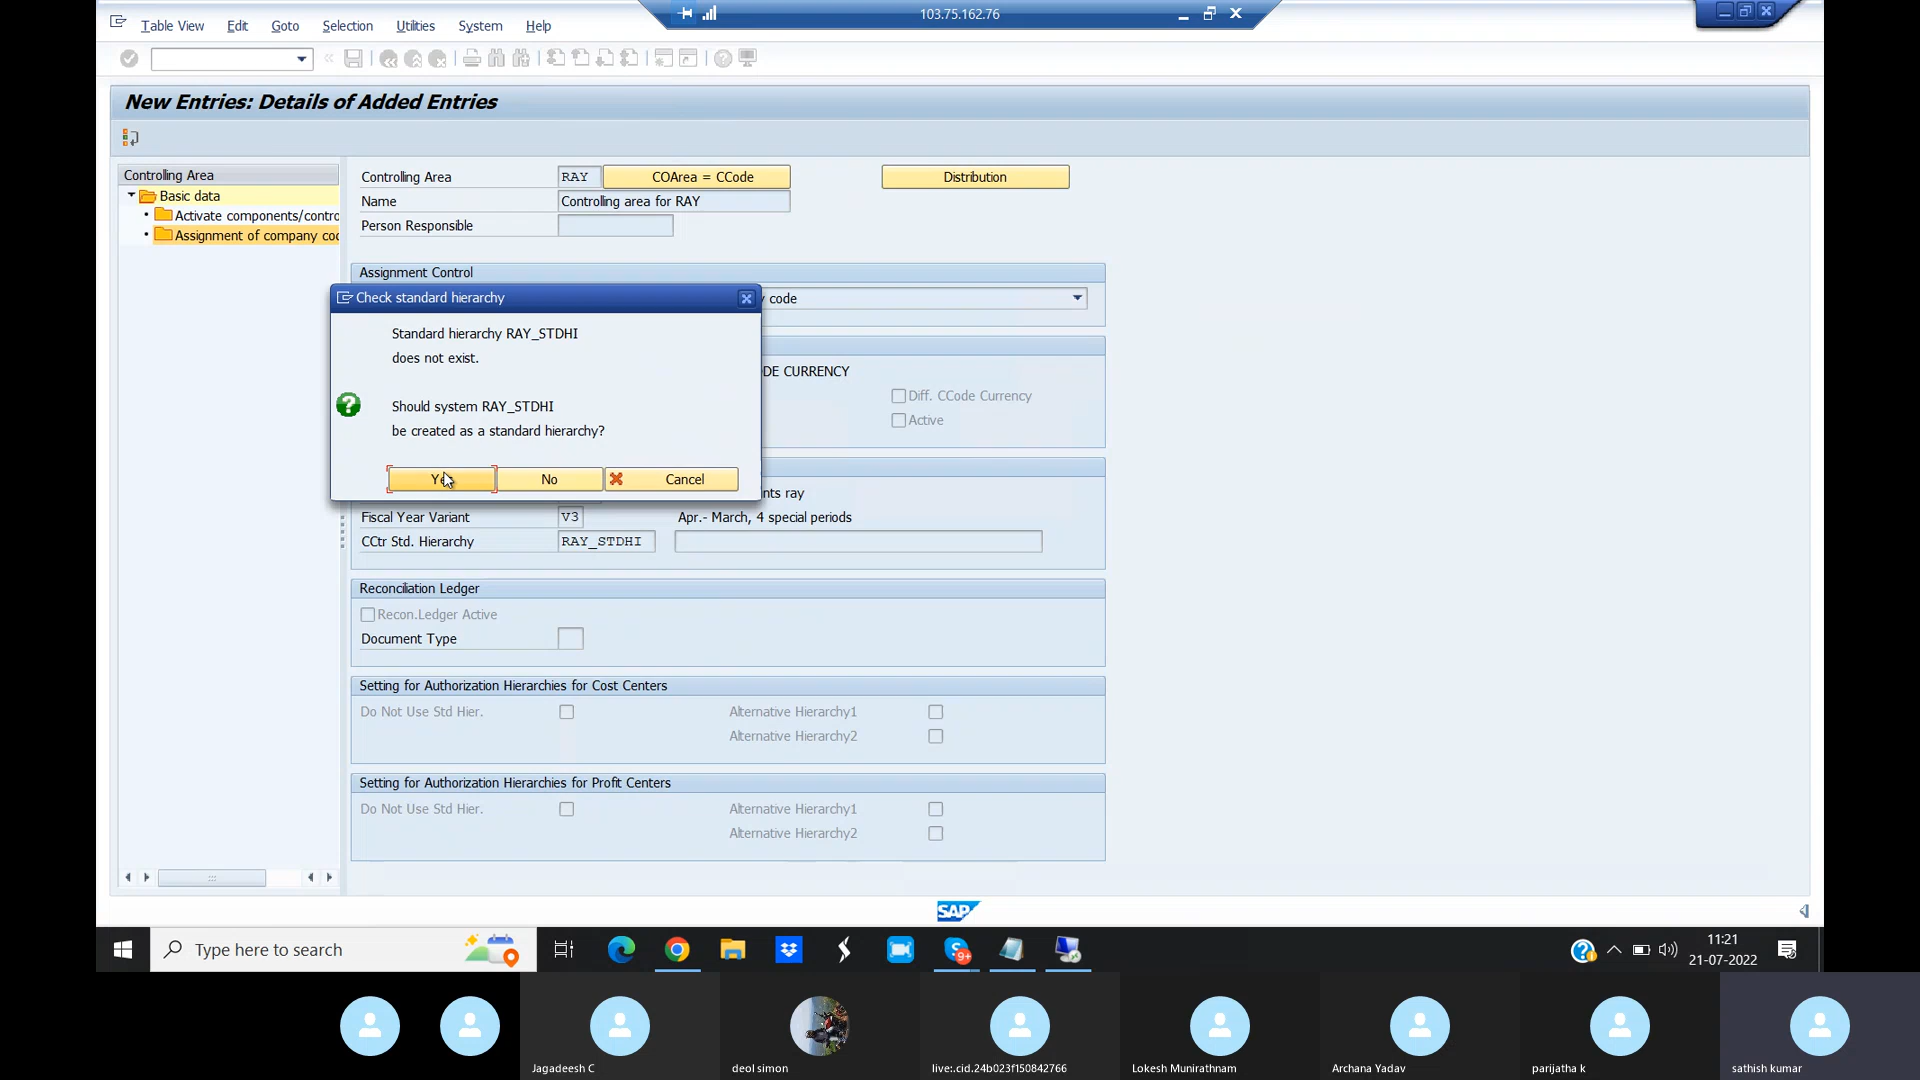 103.75.162.76
Table View Edit Goto Selection Utilities System Help
New Entries: Details of Added Entries
Controlling Area
Basic data
Activate components/contro
Assignment of company cod
Controlling Area RAY COArea = CCode Distribution
Name Controlling area for RAY
Person Responsible
Assignment Control
code
DE CURRENCY
Diff. CCode Currency
Active
nts ray
Fiscal Year Variant V3 Apr.- March, 4 special periods
CCtr Std. Hierarchy RAY_STDHI
Reconciliation Ledger
Recon.Ledger Active
Document Type
Setting for Authorization Hierarchies for Cost Centers
Do Not Use Std Hier. Alternative Hierarchy1
Alternative Hierarchy2
Setting for Authorization Hierarchies for Profit Centers
Do Not Use Std Hier. Alternative Hierarchy1
Alternative Hierarchy2
Check standard hierarchy
Standard hierarchy RAY_STDHI
does not exist.
Should system RAY_STDHI
be created as a standard hierarchy?
No Cancel
SAP
Type here to search
9+
11:21
21-07-2022
Jagadeesh C deol simon live:.cid.24b023f150842766 Lokesh Munirathnam Archana Yadav parijatha k sathish kumar